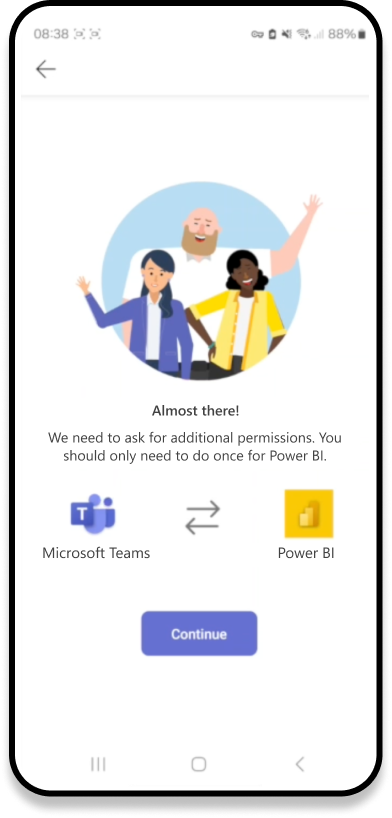 08:38 88%
Almost there!
We need to ask for additional permissions. You
should only need to do once for Power BI.
T
Microsoft Teams Power BI
Continue